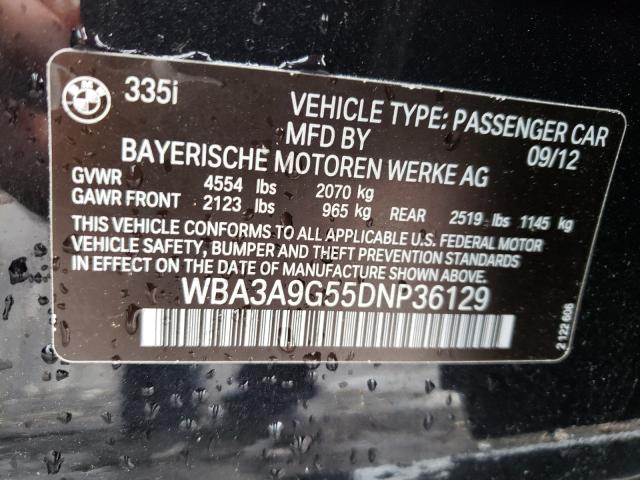 BMW
335i
VEHICLE TYPE: PASSENGER CAR
MFD BY 09/12
BAYERISCHE MOTOREN WERKE AG
GVWR 4554 lbs 2070 kg
GAWR FRONT 2123 lbs 965 kg REAR 2519 lbs 1145 kg
THIS VEHICLE CONFORMS TO ALL APPLICABLE U.S. FEDERAL MOTOR
VEHICLE SAFETY, BUMPER AND THEFT PREVENTION STANDARDS
IN EFFECT ON THE DATE OF MANUFACTURE SHOWN ABOVE.
WBA3A9G55DNP36129
2 122 606